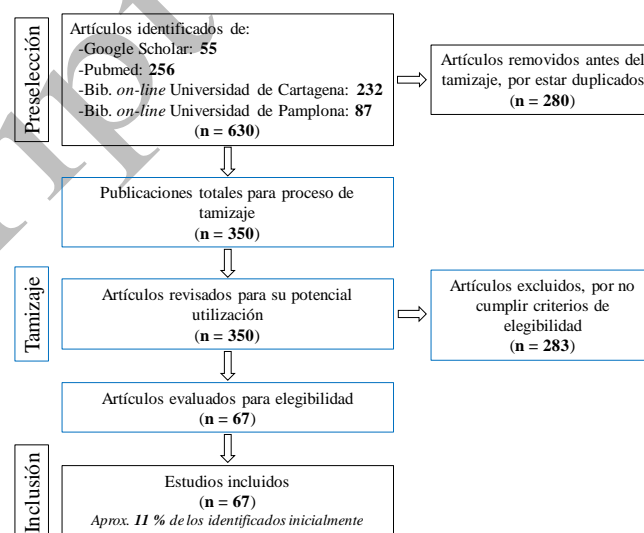 Preselección
Artículos identificados de:
-Google Scholar: 55
-Pubmed: 256
-Bib. on-line Universidad de Cartagena: 232
-Bib. on-line Universidad de Pamplona: 87
(n = 630)
Artículos removidos antes del
tamizaje, por estar duplicados
(n = 280)
Publicaciones totales para proceso de
tamizaje
(n = 350)
Tamizaje
Artículos revisados para su potencial
utilización
(n = 350)
Artículos excluidos, por no
cumplir criterios de
elegibilidad
(n = 283)
Artículos evaluados para elegibilidad
(n = 67)
Inclusión
Estudios incluidos
(n = 67)
Aprox. 11 % de los identificados inicialmente